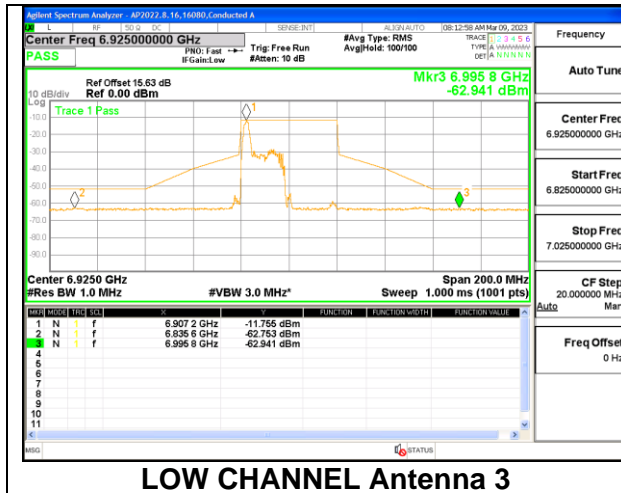 Agilent Spectrum Analyzer - AP2022.8.16,16080,Conducted A
L RF 50 Ω DC SENSE:INT ALIGN AUTO 08:12:58 AM Mar 09, 2023
Center Freq 6.925000000 GHz #Avg Type: RMS TRACE 1 2 3 4 5 6
PASS PNO: Fast Trig: Free Run Avg|Hold: 100/100 TYPE A WWWWW
IFGain:Low #Atten: 10 dB DET A N N N N N
Ref Offset 15.63 dB Mkr3 6.995 8 GHz
10 dB/div Ref 0.00 dBm -62.941 dBm
Log
Trace 1 Pass
1
-10.0
-20.0
-30.0
-40.0
-50.0
2
3
-60.0
-70.0
-80.0
-90.0
Center 6.9250 GHz Span 200.0 MHz
#Res BW 1.0 MHz #VBW 3.0 MHz* Sweep 1.000 ms (1001 pts)
MKR MODE TRC SCL X Y FUNCTION FUNCTION WIDTH FUNCTION VALUE
1 N 1 f 6.907 2 GHz -11.755 dBm
2 N 1 f 6.835 6 GHz -62.753 dBm
3 N 1 f 6.995 8 GHz -62.941 dBm
4
5
6
7
8
9
10
11
MSG STATUS
Frequency
Auto Tune
Center Freq
6.925000000 GHz
Start Freq
6.825000000 GHz
Stop Freq
7.025000000 GHz
CF Step
20.000000 MHz
Auto Man
Freq Offset
0 Hz
LOW CHANNEL Antenna 3